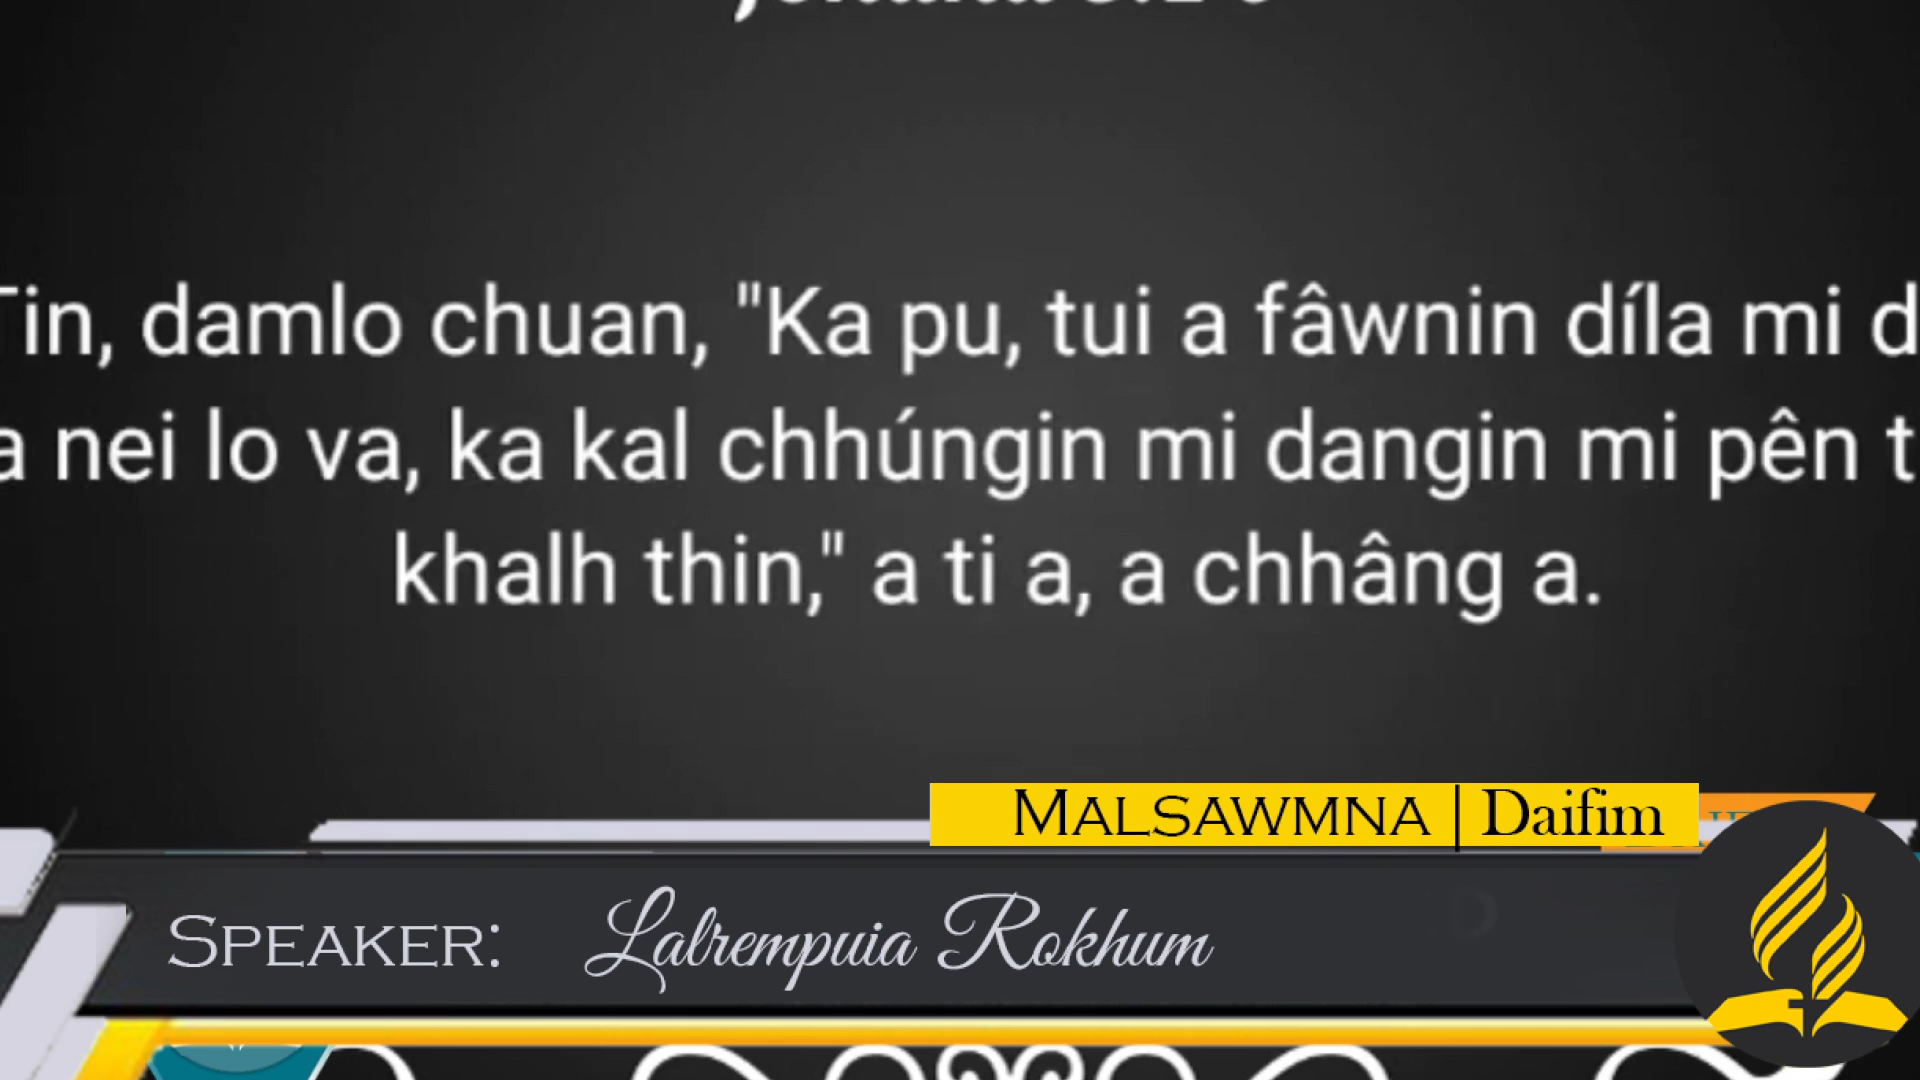 Tin, damlo chuan, "Ka pu, tui a fâwnin díla mi
nei lo va, ka kal chhúngin mi dangin mi pên
khalh thin," a ti a, a chhâng a.
MALSAWMNA | Daifim
SPEAKER: Lalrempuia Rokhum